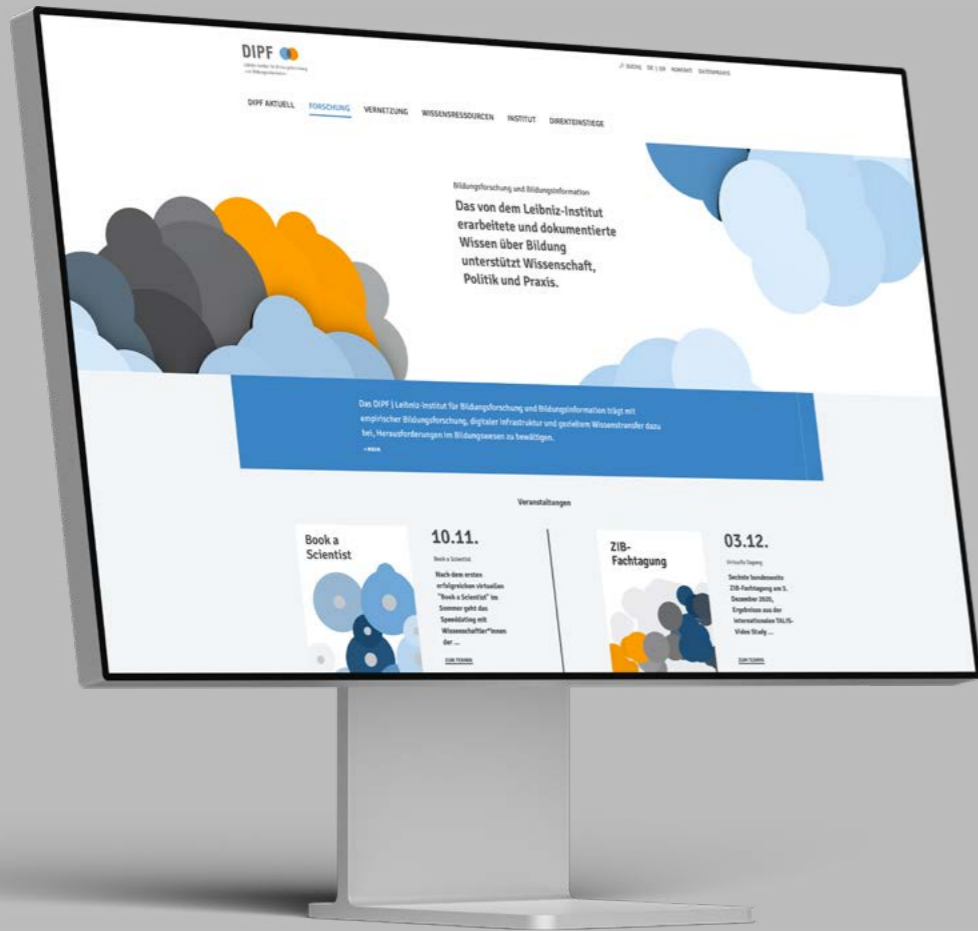 DIPF
SUCHE DE | EN KONTAKT DATENPRAXIS
DIPF AKTUELL FORSCHUNG VERNETZUNG WISSENSRESSOURCEN INSTITUT DIREKTEINSTIEGE
Bildungsforschung und Bildungsinformation
Das von dem Leibniz-Institut
erarbeitete und dokumentierte
Wissen über Bildung
unterstützt Wissenschaft,
Politik und Praxis.
Das DIPF | Leibniz-Institut für Bildungsforschung und Bildungsinformation trägt mit
empirischer Bildungsforschung, digitaler Infrastruktur und gezieltem Wissenstransfer dazu
bei, Herausforderungen im Bildungswesen zu bewältigen.
» MEHR
Veranstaltungen
Book a
Scientist
10.11.
Book a Scientist
Nach dem ersten
erfolgreichen virtuellen
"Book a Scientist" im
Sommer geht das
Speeddating mit
Wissenschaftler*innen
der ...
ZUM TERMIN
ZIB-
Fachtagung
03.12.
Virtuelle Tagung
Sechste bundesweite
ZIB-Fachtagung am 3.
Dezember 2020,
Ergebnisse aus der
internationalen TALIS-
Video Study ...
ZUM TERMIN